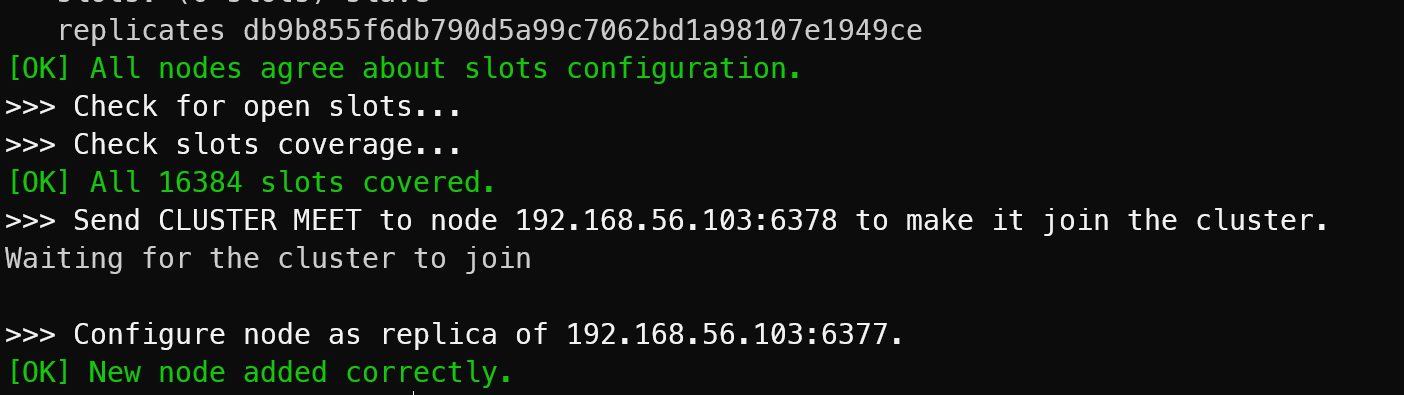 replicates db9b855f6db790d5a99c7062bd1a98107e1949ce
[OK] All nodes agree about slots configuration.
>>> Check for open slots...
>>> Check slots coverage...
[OK] All 16384 slots covered.
>>> Send CLUSTER MEET to node 192.168.56.103:6378 to make it join the cluster.
Waiting for the cluster to join
>>> Configure node as replica of 192.168.56.103:6377.
[OK] New node added correctly.